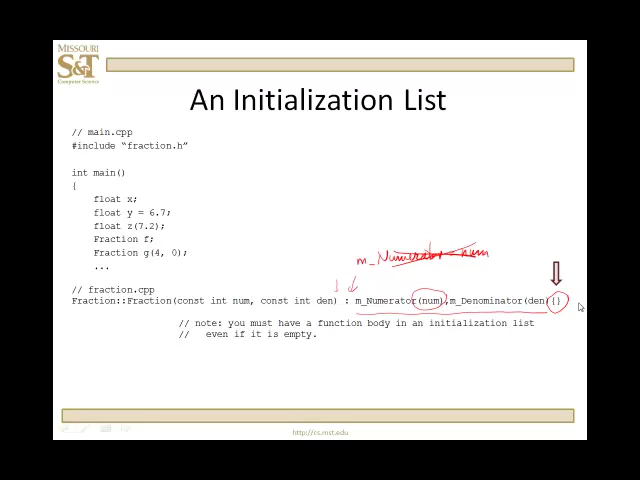 MISSOURI
S&T
Computer Science
An Initialization List
// main.cpp
#include "fraction.h"
int main()
{
float x;
float y = 6.7;
float z(7.2);
Fraction f;
Fraction g(4, 0);
...
m_Numerator = num
// fraction.cpp
Fraction::Fraction(const int num, const int den) : m_Numerator(num),m_Denominator(den){}
// note: you must have a function body in an initialization list
// even if it is empty.
http://cs.mst.edu